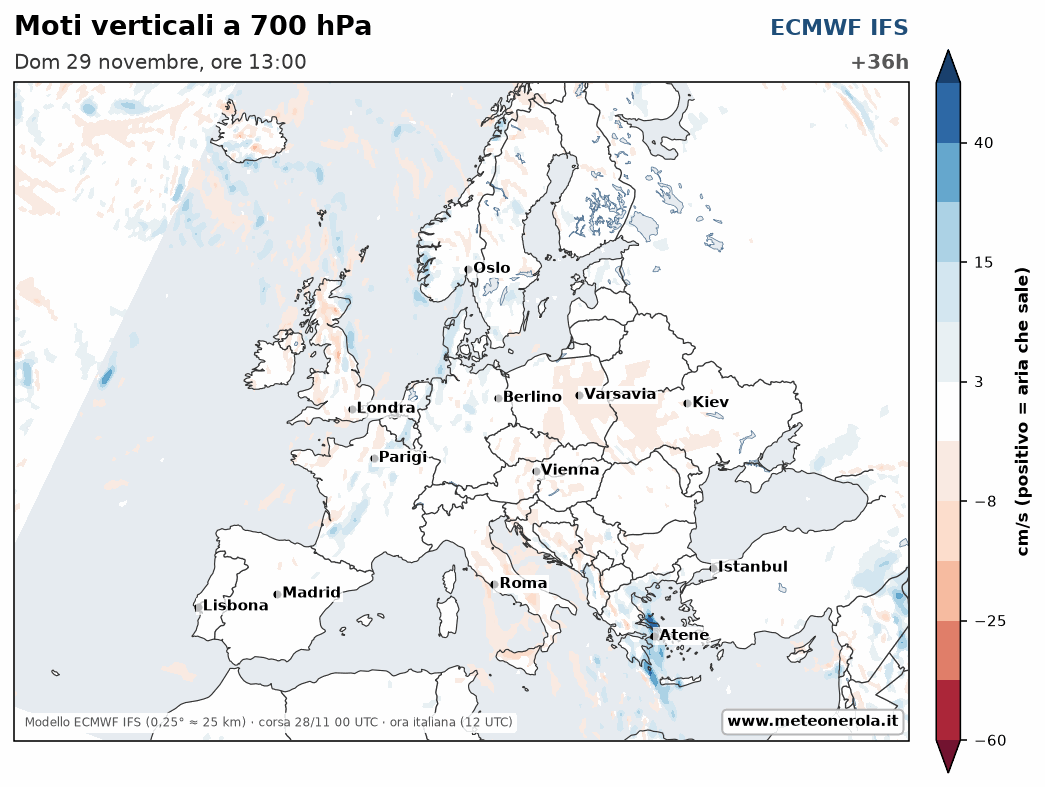 Moti verticali a 700 hPa
ECMWF IFS
Dom 29 novembre, ore 13:00
+36h
40
15
3
−8
−25
−60
cm/s (positivo = aria che sale)
Oslo
Berlino
Varsavia
Kiev
Londra
Parigi
Vienna
Istanbul
Roma
Madrid
Lisbona
Atene
Modello ECMWF IFS (0,25° ≈ 25 km) · corsa 28/11 00 UTC · ora italiana (12 UTC)
www.meteonerola.it